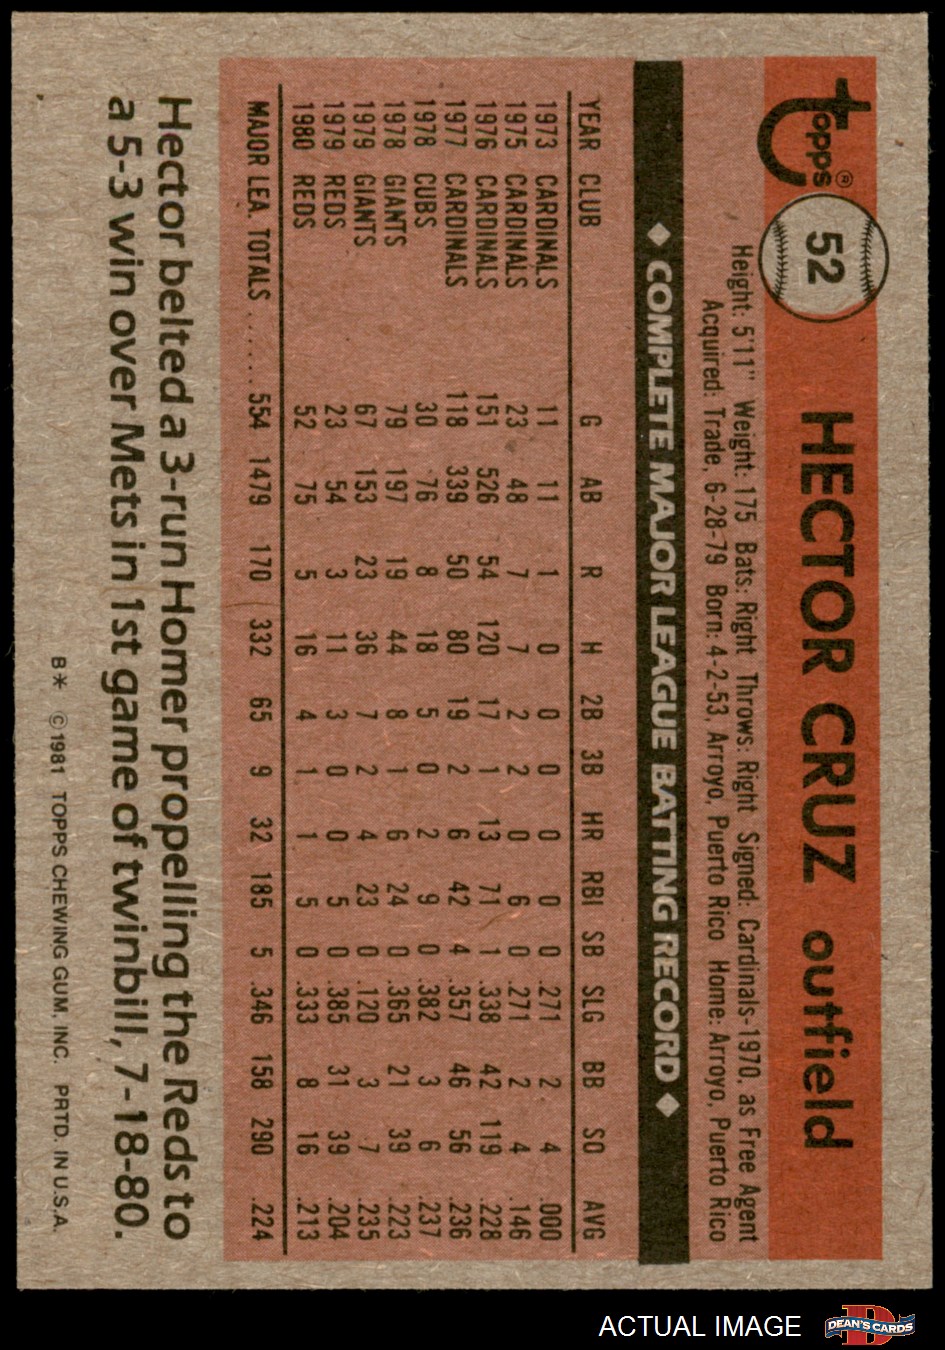 topps®
52
HECTOR CRUZ outfield
Height: 5'11" Weight: 175 Bats: Right Throws: Right Signed: Cardinals-1970, as Free Agent
Acquired: Trade, 6-28-79 Born: 4-2-53, Arroyo, Puerto Rico Home: Arroyo, Puerto Rico
◆ COMPLETE MAJOR LEAGUE BATTING RECORD ◆
YEAR CLUB G AB R H 2B 3B HR RBI SB SLG BB SO AVG
1973 CARDINALS 11 11 1 0 0 0 0 0 0 .271 2 4 .000
1975 CARDINALS 23 48 7 7 2 2 0 6 0 .271 2 4 .146
1976 CARDINALS 151 526 54 120 17 1 13 71 1 .338 42 119 .228
1977 CARDINALS 118 339 50 80 19 2 6 42 4 .357 46 56 .236
1978 CUBS 30 76 8 18 5 0 2 9 0 .382 3 6 .237
1978 GIANTS 79 197 19 44 8 1 6 24 0 .365 21 39 .223
1979 GIANTS 67 153 23 36 7 2 4 23 0 .120 3 7 .235
1979 REDS 23 54 3 11 3 0 0 5 0 .385 31 39 .204
1980 REDS 52 75 5 16 4 1 1 5 0 .333 8 16 .213
MAJOR LEA. TOTALS ...... 554 1479 170 332 65 9 32 185 5 .346 158 290 .224
Hector belted a 3-run Homer propelling the Reds to
a 5-3 win over Mets in 1st game of twinbill, 7-18-80.
B* ©1981 TOPPS CHEWING GUM, INC. PRTD. IN U.S.A.
ACTUAL IMAGE
D
DEAN'S CARDS